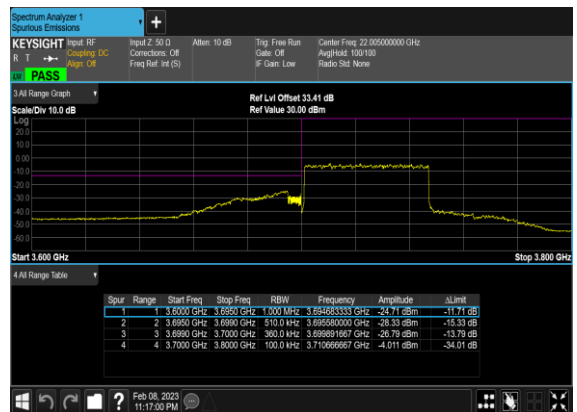 Spectrum Analyzer 1
Spurious Emissions
KEYSIGHT Input: RF Input Z: 50 Ω Atten: 10 dB Trig: Free Run Center Freq: 22.005000000 GHz
R T Coupling: DC Corrections: Off Gate: Off Avg|Hold: 100/100
Align: Off Freq Ref: Int (S) IF Gain: Low Radio Std: None
PASS
3 All Range Graph
Ref Lvl Offset 33.41 dB
Scale/Div 10.0 dB Ref Value 30.00 dBm
Log
20.0
10.0
0.00
-10.0
-20.0
-30.0
-40.0
-50.0
-60.0
Start 3.600 GHz Stop 3.800 GHz
4 All Range Table
Spur Range Start Freq Stop Freq RBW Frequency Amplitude ΔLimit
1 1 3.6000 GHz 3.6950 GHz 1.000 MHz 3.694683333 GHz -24.71 dBm -11.71 dB
2 2 3.6950 GHz 3.6990 GHz 510.0 kHz 3.695580000 GHz -28.33 dBm -15.33 dB
3 3 3.6990 GHz 3.7000 GHz 360.0 kHz 3.699891667 GHz -26.79 dBm -13.79 dB
4 4 3.7000 GHz 3.8000 GHz 100.0 kHz 3.710666667 GHz -4.011 dBm -34.01 dB
Feb 08, 2023
11:17:00 PM